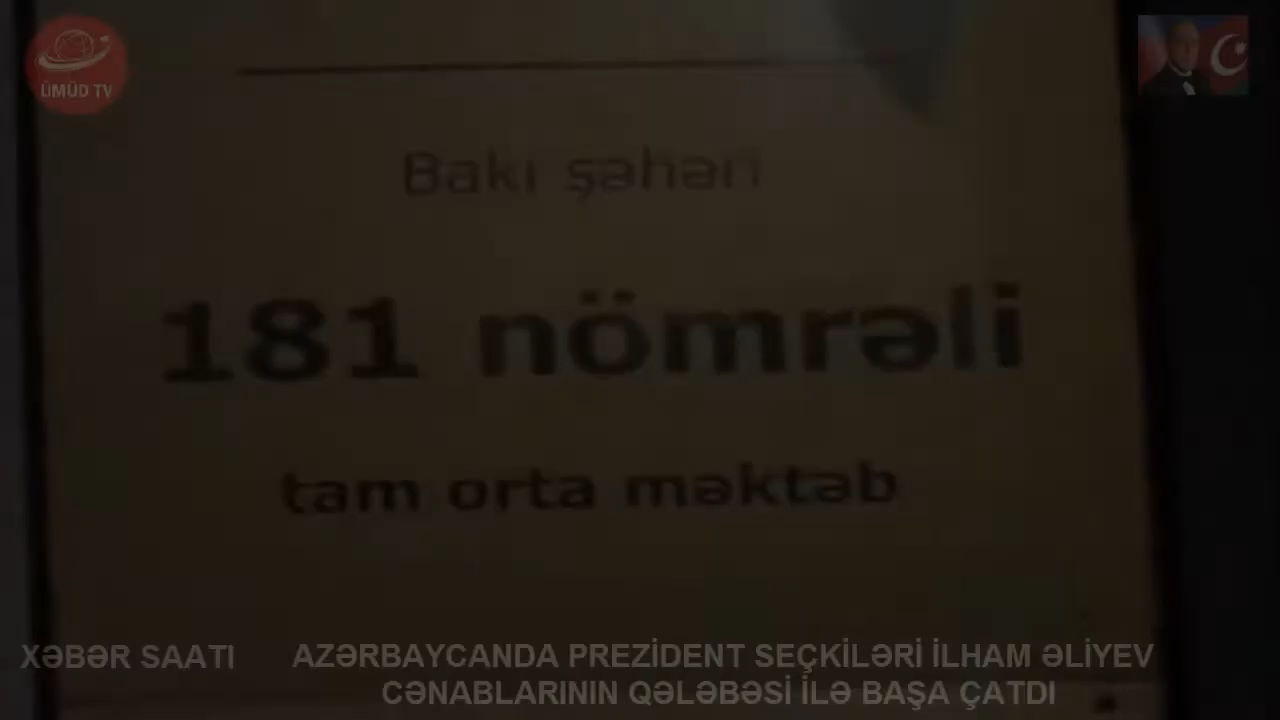 ÜMÜD TV
Bakı şəhəri
181 nömrəli
tam orta məktəb
XƏBƏR SAATI
AZƏRBAYCANDA PREZİDENT SEÇKİLƏRİ İLHAM ƏLİYEV
CƏNABLARININ QƏLƏBƏSİ İLƏ BAŞA ÇATDI